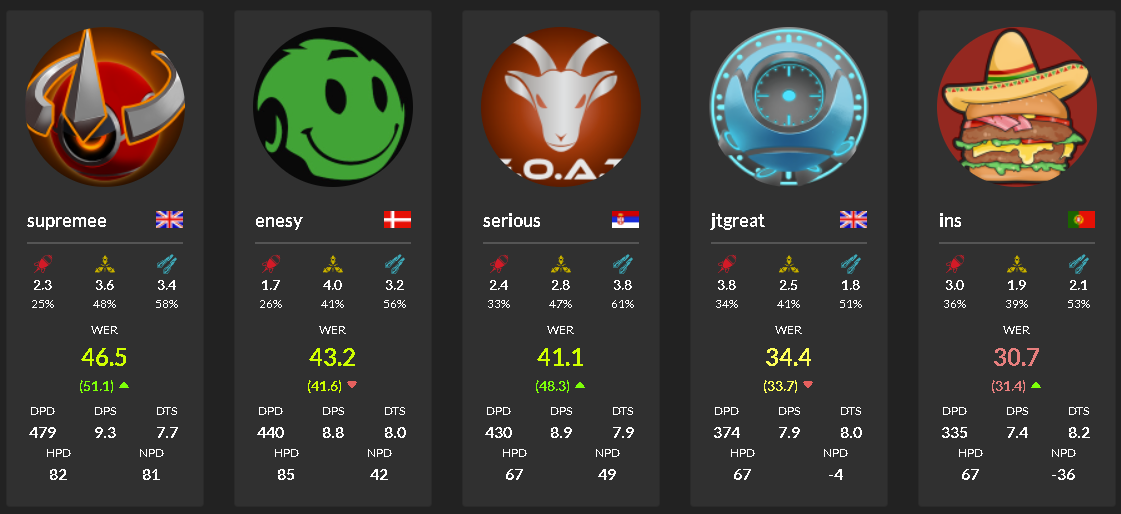 G.O.A.T
supremee
2.3 3.6 3.4
25% 48% 58%
WER
46.5
(51.1)
DPD DPS DTS
479 9.3 7.7
HPD NPD
82 81
enesy
1.7 4.0 3.2
26% 41% 56%
WER
43.2
(41.6)
DPD DPS DTS
440 8.8 8.0
HPD NPD
85 42
serious
2.4 2.8 3.8
33% 47% 61%
WER
41.1
(48.3)
DPD DPS DTS
430 8.9 7.9
HPD NPD
67 49
jtgreat
3.8 2.5 1.8
34% 41% 51%
WER
34.4
(33.7)
DPD DPS DTS
374 7.9 8.0
HPD NPD
67 -4
ins
3.0 1.9 2.1
36% 39% 53%
WER
30.7
(31.4)
DPD DPS DTS
335 7.4 8.2
HPD NPD
67 -36